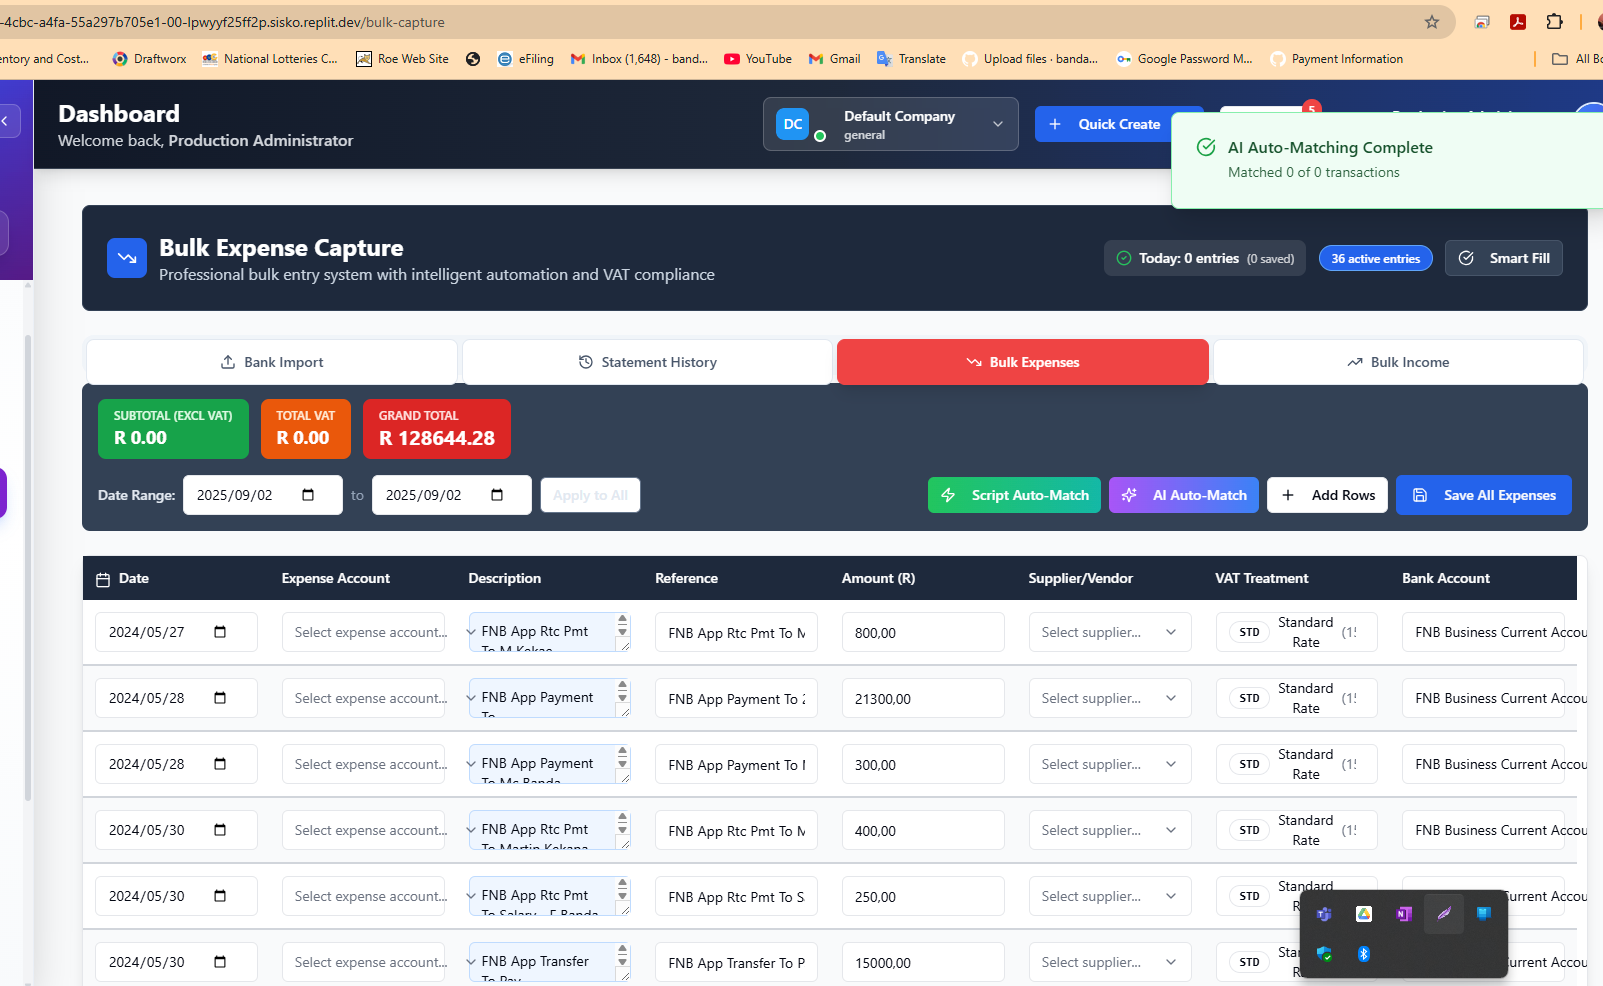 -4cbc-a4fa-55a297b705e1-00-lpwyyf25ff2p.sisko.replit.dev/bulk-capture
entory and Cost... Draftworx National Lotteries C... Roe Web Site eFiling Inbox (1,648) - band... YouTube Gmail Translate Upload files · banda... Google Password M... Payment Information All Bo
Dashboard
Welcome back, Production Administrator
DC Default Company
general
+ Quick Create
5
AI Auto-Matching Complete
Matched 0 of 0 transactions
Bulk Expense Capture
Professional bulk entry system with intelligent automation and VAT compliance
Today: 0 entries (0 saved) 36 active entries Smart Fill
Bank Import Statement History Bulk Expenses Bulk Income
SUBTOTAL (EXCL VAT) TOTAL VAT GRAND TOTAL
R 0.00 R 0.00 R 128644.28
Date Range: 2025/09/02 to 2025/09/02 Apply to All Script Auto-Match AI Auto-Match + Add Rows Save All Expenses
Date Expense Account Description Reference Amount (R) Supplier/Vendor VAT Treatment Bank Account
2024/05/27 Select expense account... FNB App Rtc Pmt To M Kekae FNB App Rtc Pmt To M 800,00 Select supplier... STD Standard Rate (15 FNB Business Current Accou
2024/05/28 Select expense account... FNB App Payment To FNB App Payment To 2 21300,00 Select supplier... STD Standard Rate (15 FNB Business Current Accou
2024/05/28 Select expense account... FNB App Payment To Mc Banda FNB App Payment To 300,00 Select supplier... STD Standard Rate (15 FNB Business Current Accou
2024/05/30 Select expense account... FNB App Rtc Pmt To Martin Kekana FNB App Rtc Pmt To M 400,00 Select supplier... STD Standard Rate (15 FNB Business Current Accou
2024/05/30 Select expense account... FNB App Rtc Pmt To Salary - E Banda FNB App Rtc Pmt To S 250,00 Select supplier... STD Standard Current Accou
2024/05/30 Select expense account... FNB App Transfer To Pay FNB App Transfer To P 15000,00 Select supplier... STD Current Accou